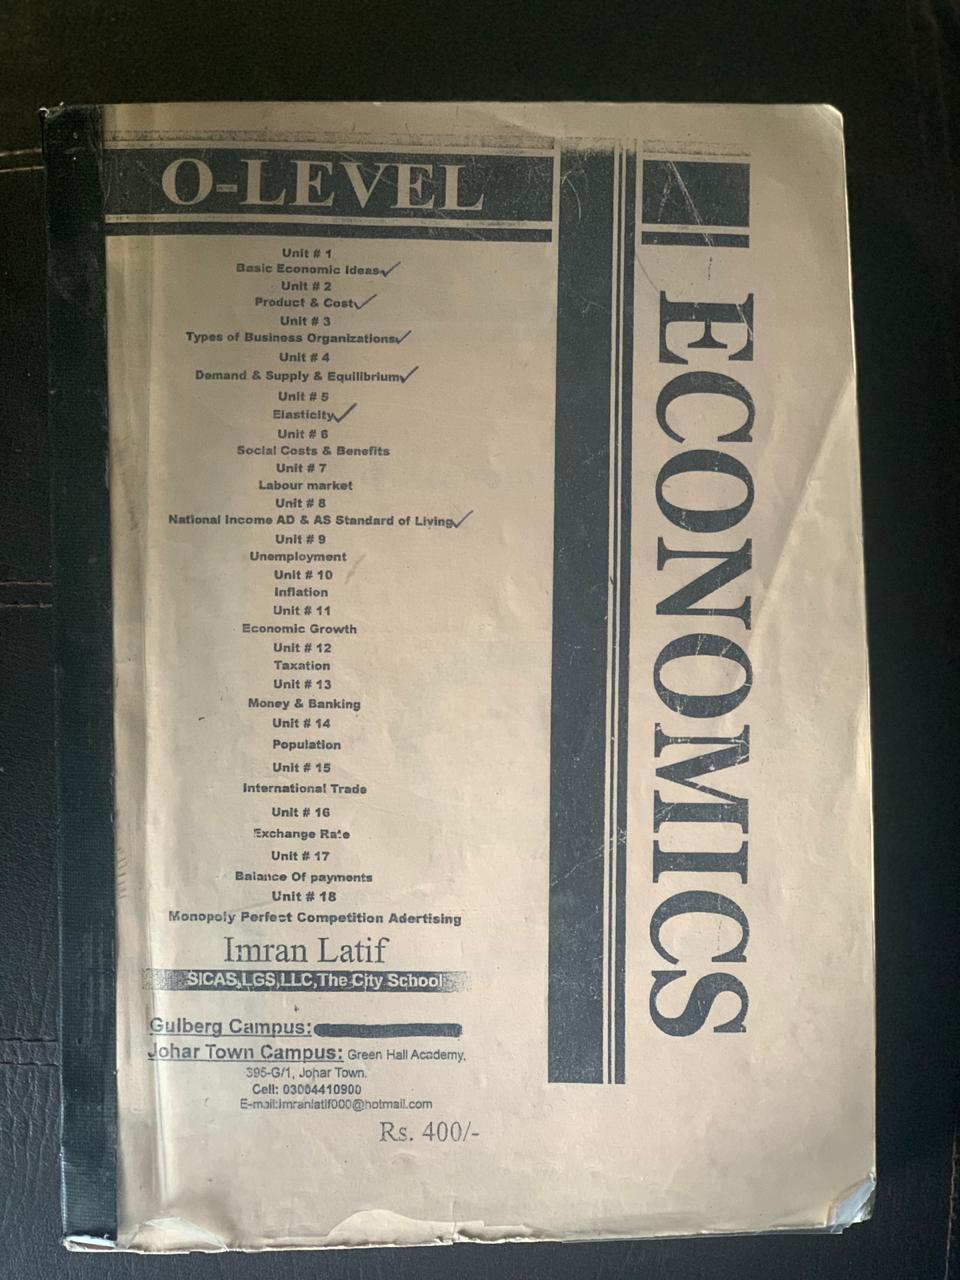 O-LEVEL
Unit # 1
Basic Economic Ideas
Unit # 2
Product & Cost
Unit # 3
Types of Business Organizations
Unit # 4
Demand & Supply & Equilibrium
Unit # 5
Elasticity
Unit # 6
Social Costs & Benefits
Unit # 7
Labour market
Unit # 8
National Income AD & AS Standard of Living
Unit # 9
Unemployment
Unit # 10
Inflation
Unit # 11
Economic Growth
Unit # 12
Taxation
Unit # 13
Money & Banking
Unit # 14
Population
Unit # 15
International Trade
Unit # 16
Exchange Rate
Unit # 17
Balance Of payments
Unit # 18
Monopoly Perfect Competition Adertising
Imran Latif
SICAS,LGS,LLC,The City School
Gulberg Campus:
Johar Town Campus: Green Hall Academy,
395-G/1, Johar Town.
Cell: 03004410900
E-mail:imranlatif000@hotmail.com
Rs. 400/-
ECONOMICS